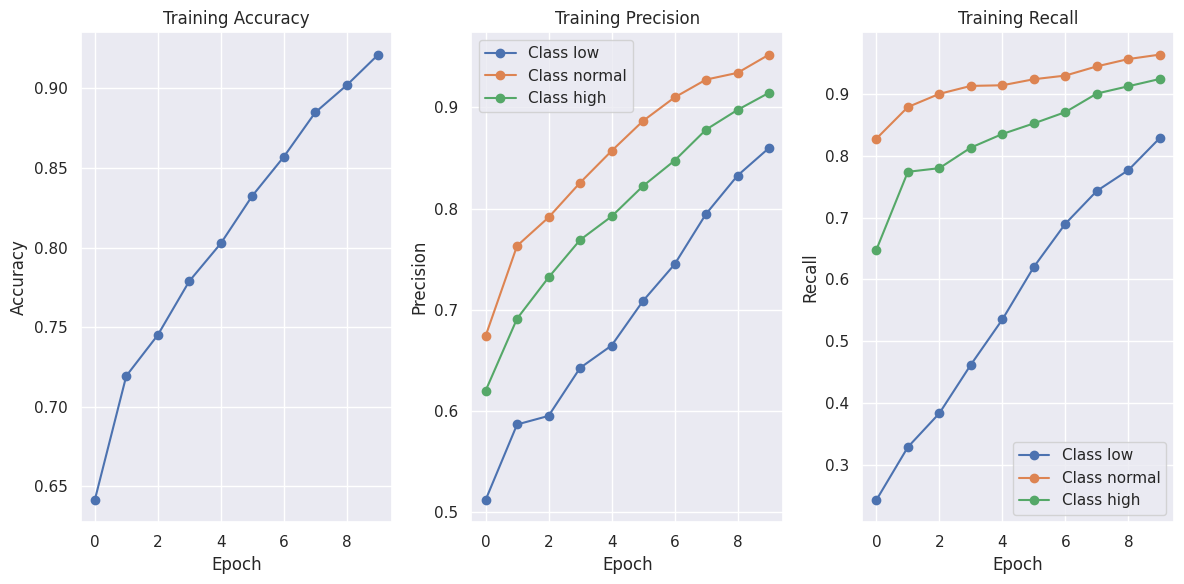 Training Accuracy
Accuracy
0.90
0.85
0.80
0.75
0.70
0.65
0 2 4 6 8
Epoch
Training Precision
Class low
Class normal
Class high
Precision
0.9
0.8
0.7
0.6
0.5
0 2 4 6 8
Epoch
Training Recall
Recall
0.9
0.8
0.7
0.6
0.5
0.4
0.3
Class low
Class normal
Class high
0 2 4 6 8
Epoch